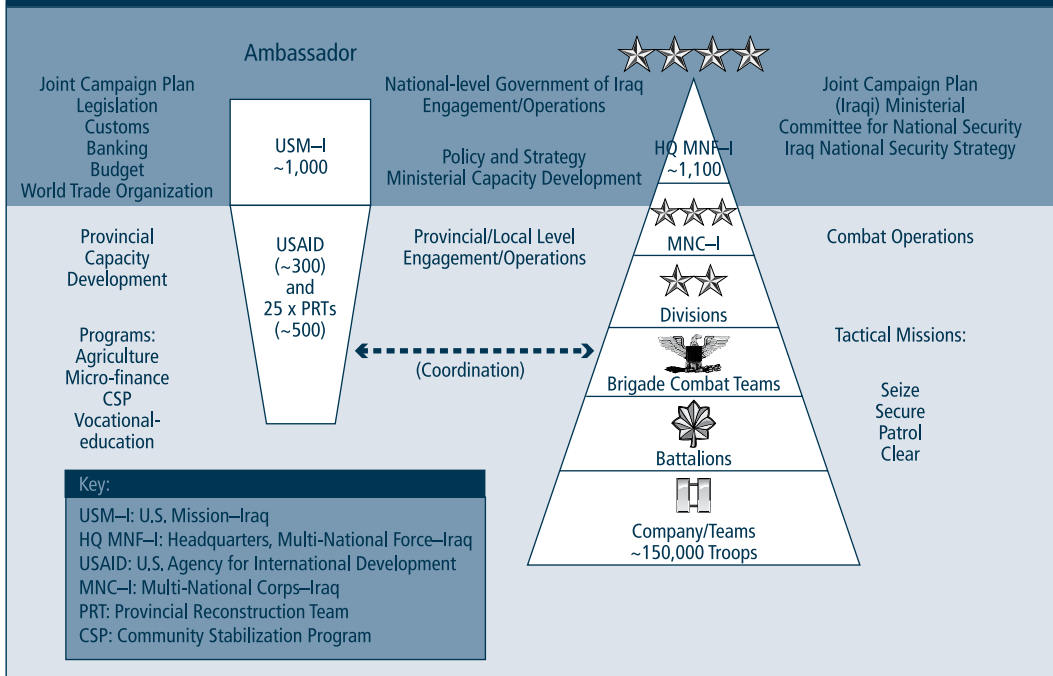 Ambassador
Joint Campaign Plan
Legislation
Customs
Banking
Budget
World Trade Organization
USM–I
~1,000
National-level Government of Iraq
Engagement/Operations
Policy and Strategy
Ministerial Capacity Development
HQ MNF–I
~1,100
Joint Campaign Plan
(Iraqi) Ministerial
Committee for National Security
Iraq National Security Strategy
Provincial
Capacity
Development
Programs:
Agriculture
Micro-finance
CSP
Vocational-
education
USAID
(~300)
and
25 x PRTs
(~500)
Provincial/Local Level
Engagement/Operations
(Coordination)
MNC–I
Divisions
Brigade Combat Teams
Battalions
Company/Teams
~150,000 Troops
Combat Operations
Tactical Missions:
Seize
Secure
Patrol
Clear
Key:
USM–I: U.S. Mission–Iraq
HQ MNF–I: Headquarters, Multi-National Force–Iraq
USAID: U.S. Agency for International Development
MNC–I: Multi-National Corps–Iraq
PRT: Provincial Reconstruction Team
CSP: Community Stabilization Program